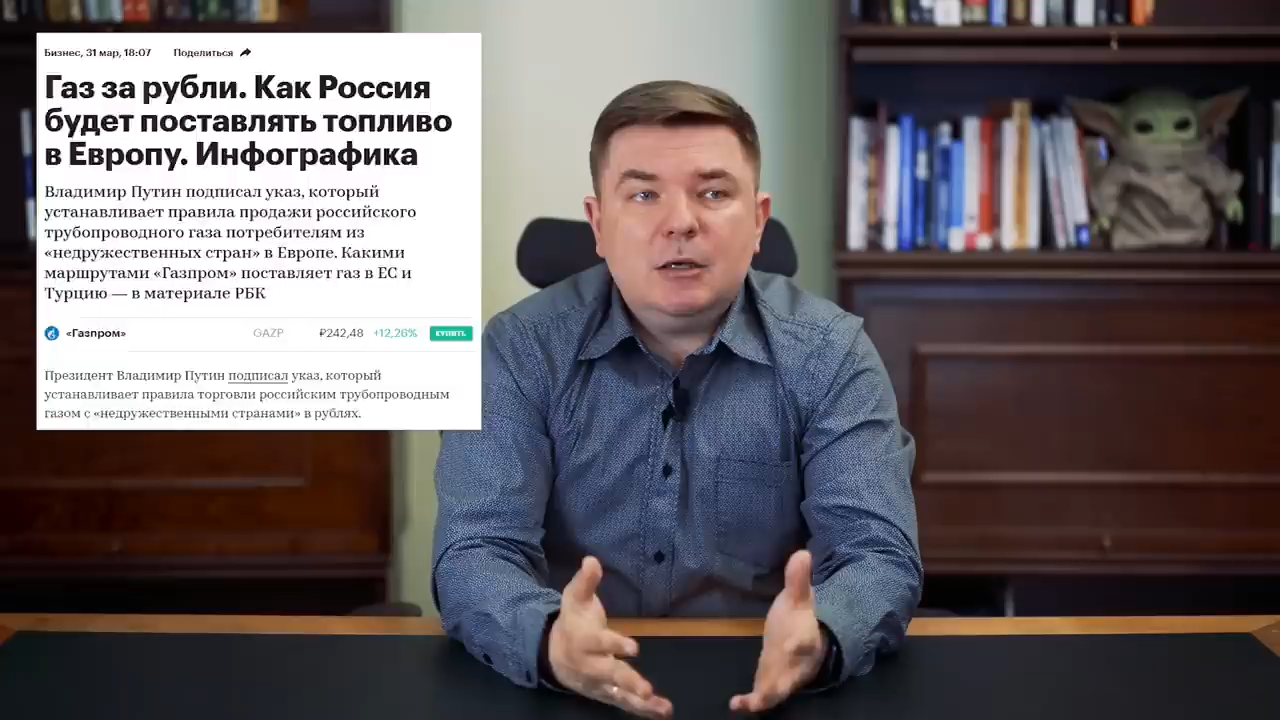 Бизнес, 31 мар, 18:07 Поделиться
Газ за рубли. Как Россия
будет поставлять топливо
в Европу. Инфографика
Владимир Путин подписал указ, который
устанавливает правила продажи российского
трубопроводного газа потребителям из
«недружественных стран» в Европе. Какими
маршрутами «Газпром» поставляет газ в ЕС и
Турцию — в материале РБК
«Газпром» GAZP ₽242,48 +12,26% КУПИТЬ
Президент Владимир Путин подписал указ, который
устанавливает правила торговли российским трубопроводным
газом с «недружественными странами» в рублях.